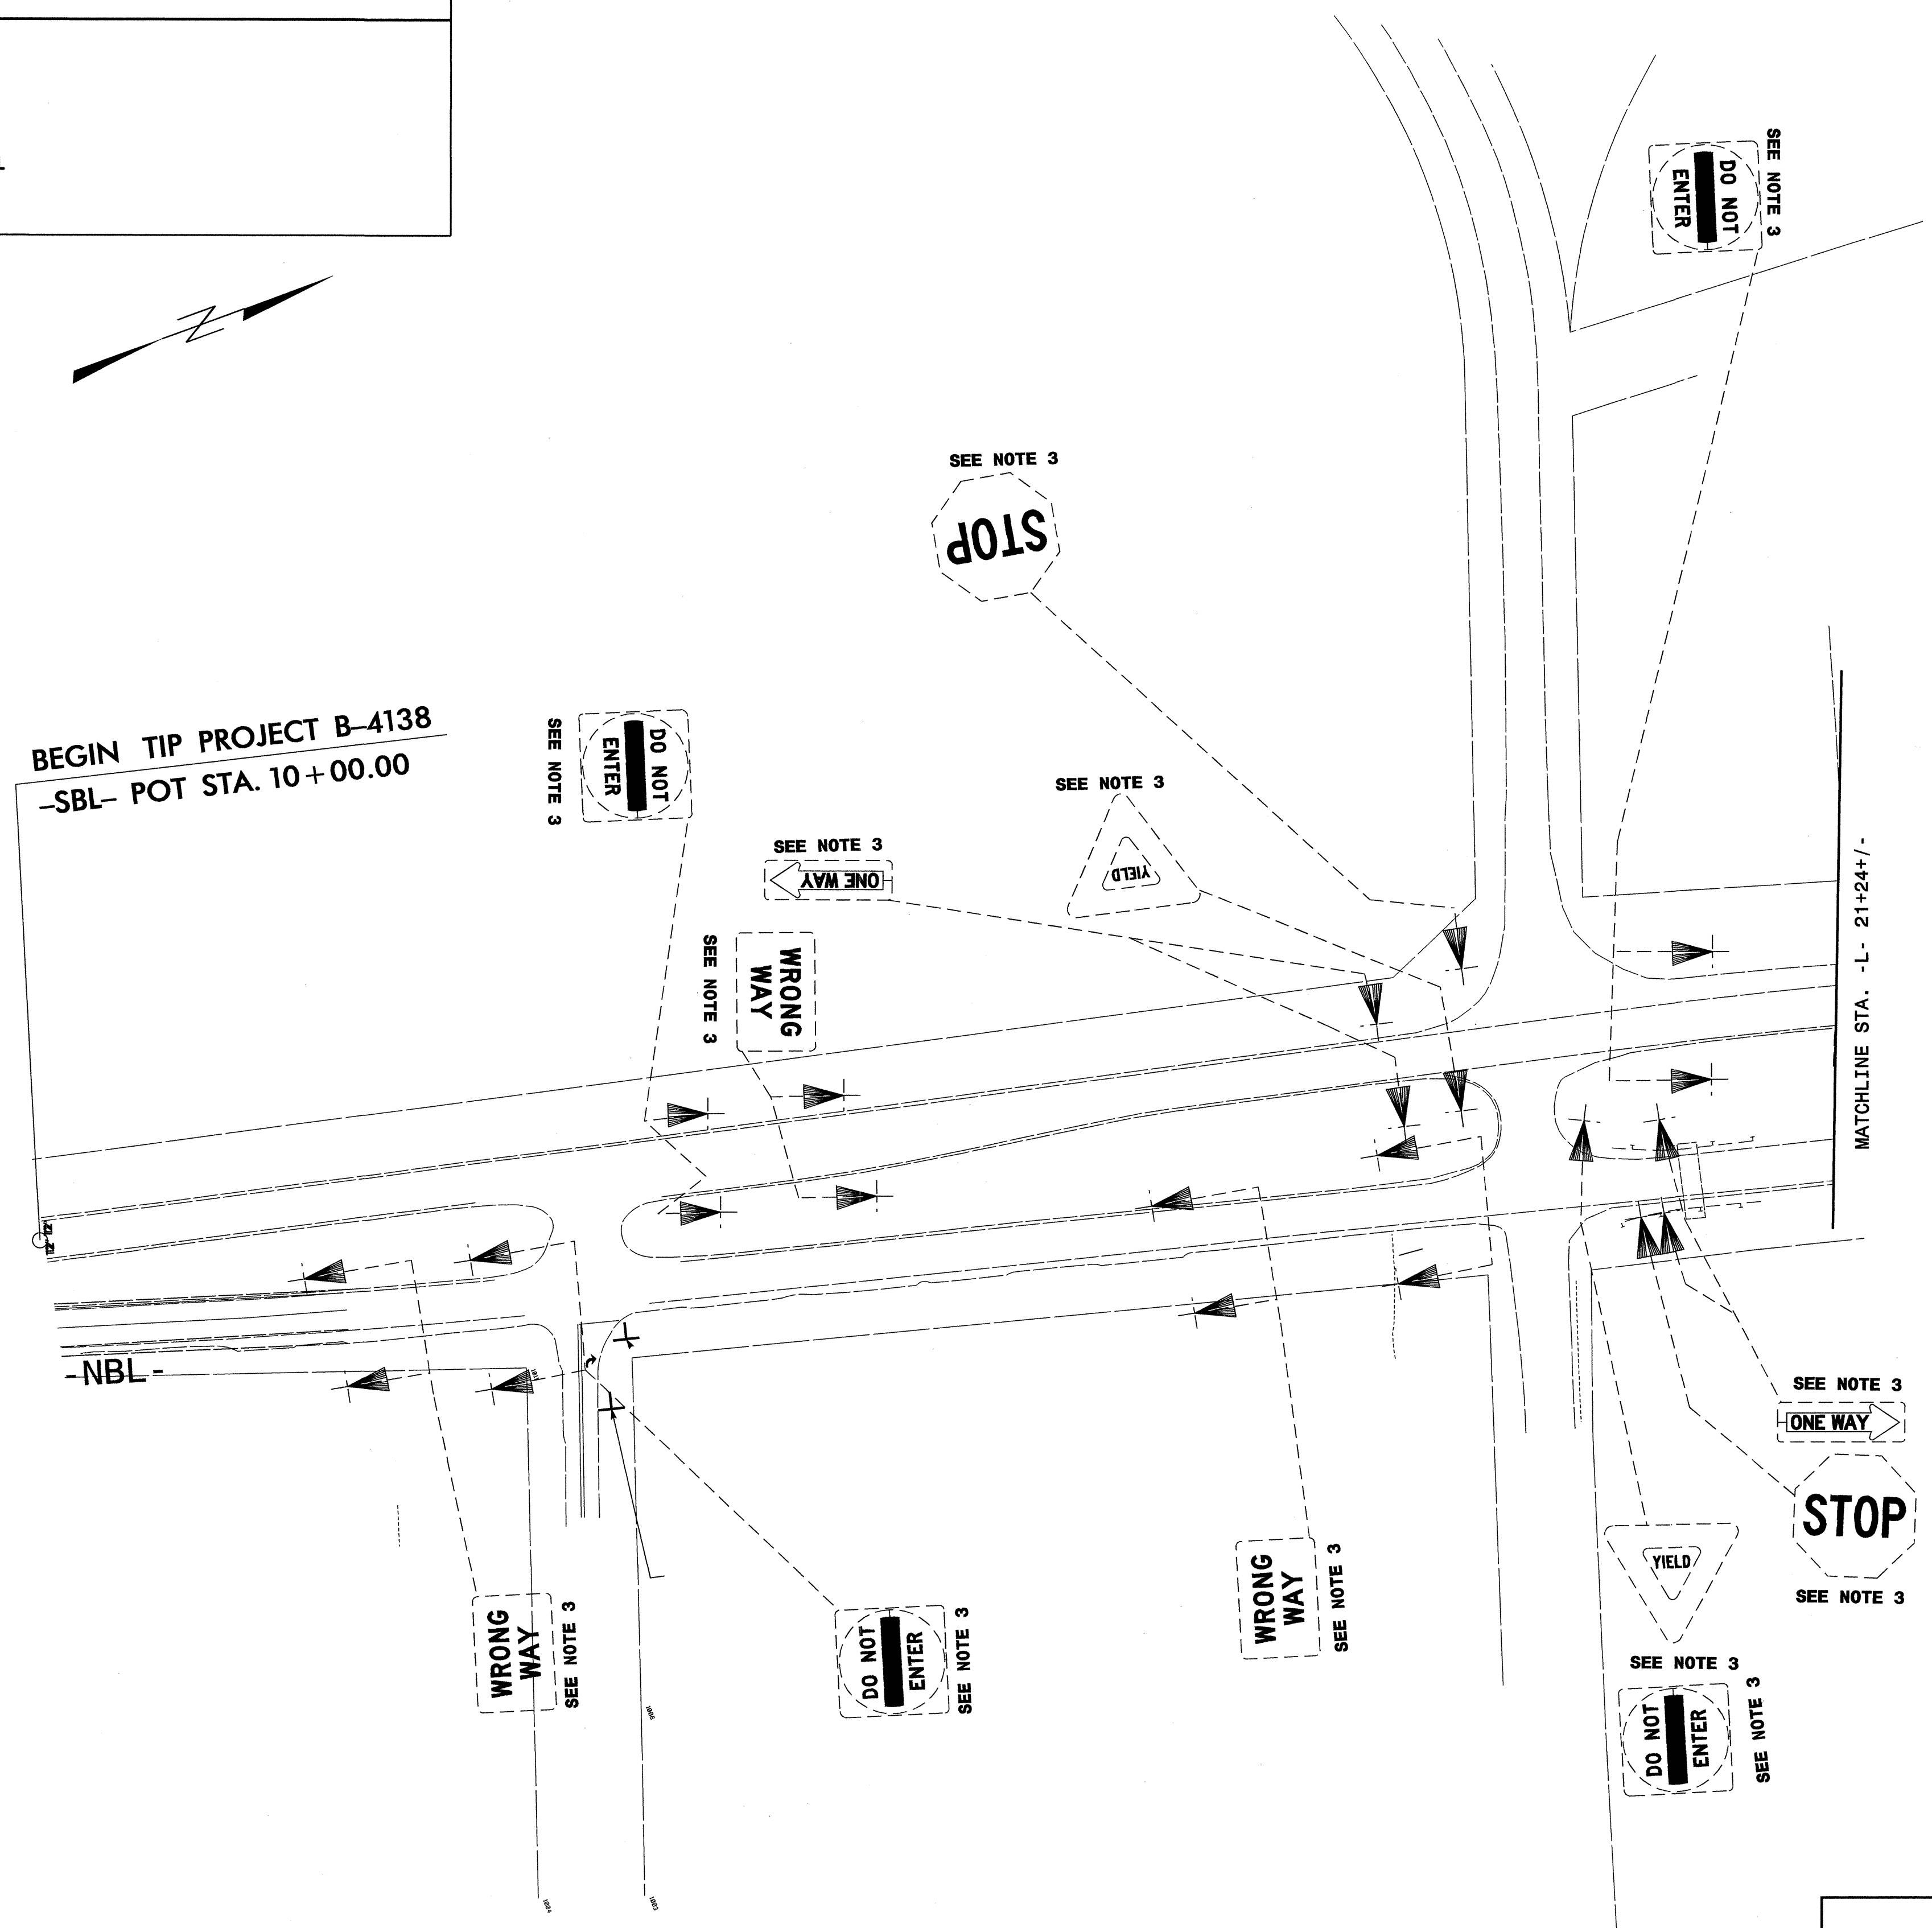 SEE NOTE 3
DO NOT
ENTER
SEE NOTE 3
STOP
BEGIN TIP PROJECT B-4138
-SBL- POT STA. 10+00.00
SEE NOTE 3
DO NOT
ENTER
SEE NOTE 3
YIELD
SEE NOTE 3
ONE WAY
SEE NOTE 3
WRONG
WAY
MATCHLINE STA. -L- 21+24+/-
-NBL-
SEE NOTE 3
ONE WAY
STOP
SEE NOTE 3
YIELD
SEE NOTE 3
WRONG
WAY
SEE NOTE 3
DO NOT
ENTER
SEE NOTE 3
WRONG
WAY
SEE NOTE 3
DO NOT
ENTER
SEE NOTE 3
1006
1004
1003